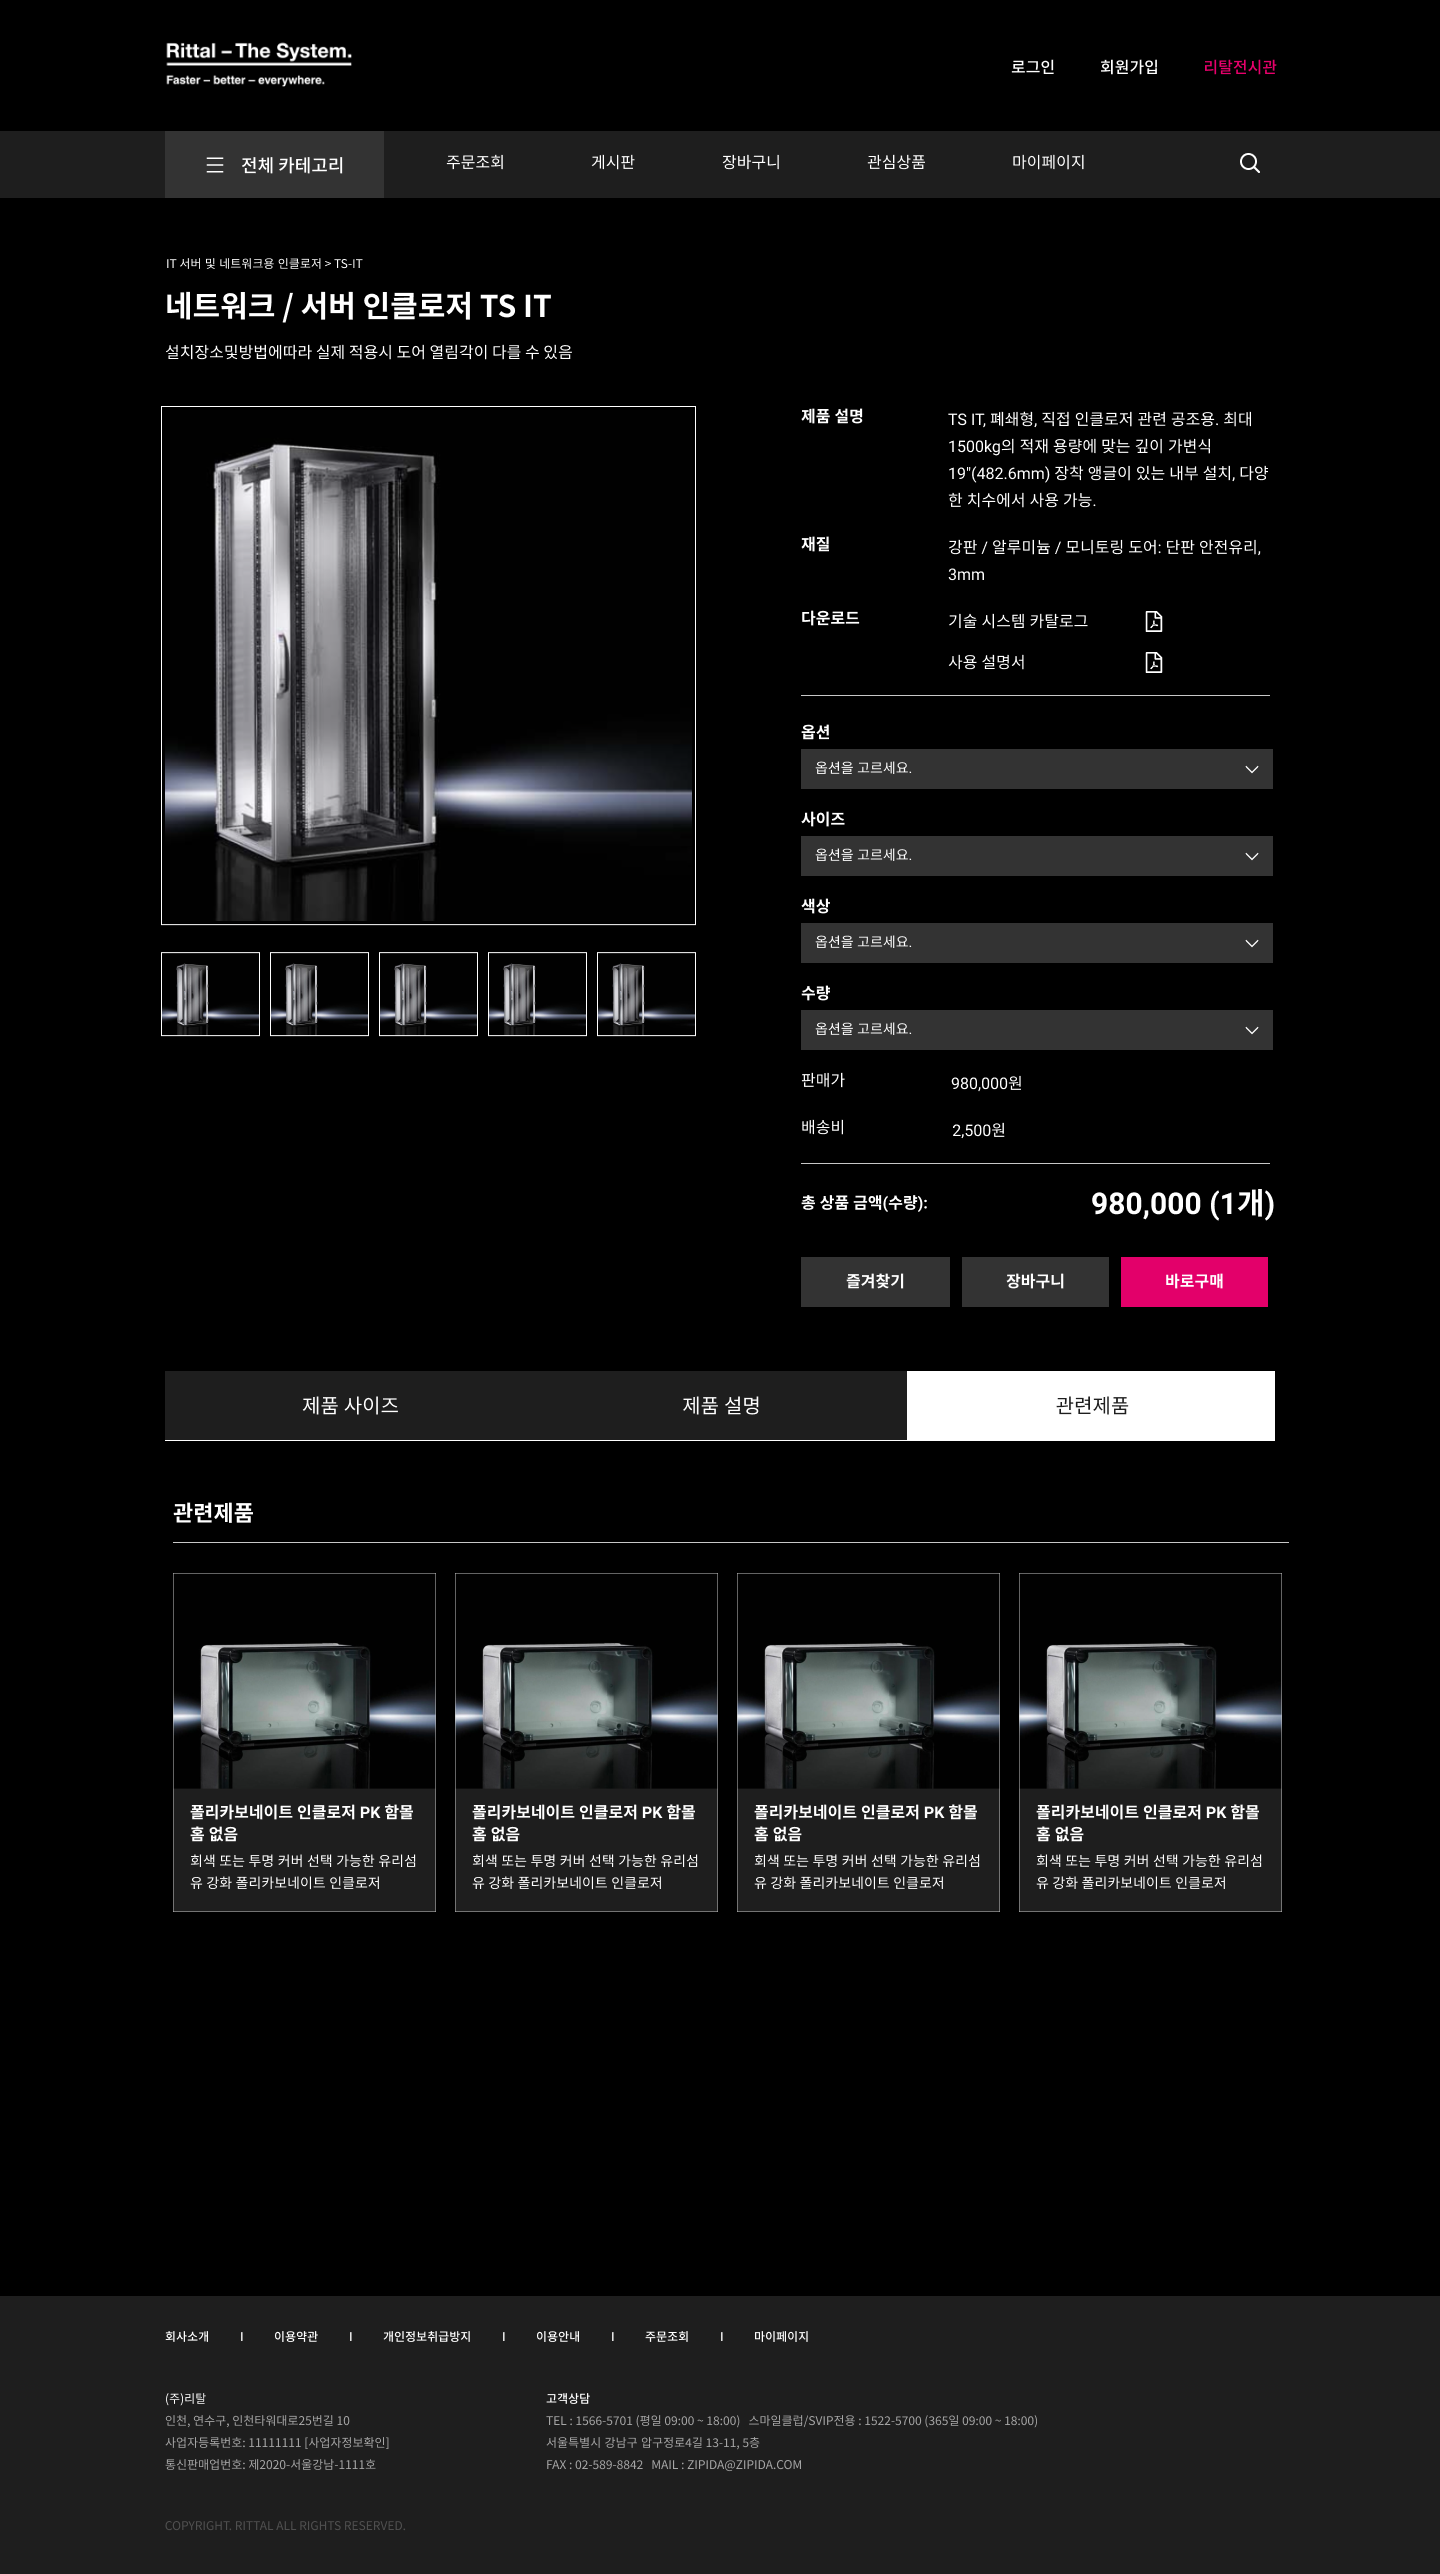 Rittal – The System.
Faster – better – everywhere.
로그인 회원가입 리탈전시관
전체 카테고리 주문조회 게시판 장바구니 관심상품 마이페이지
IT 서버 및 네트워크용 인클로저 > TS-IT
네트워크 / 서버 인클로저 TS IT
설치장소및방법에따라 실제 적용시 도어 열림각이 다를 수 있음
제품 설명
TS IT, 폐쇄형, 직접 인클로저 관련 공조용. 최대
1500kg의 적재 용량에 맞는 깊이 가변식
19"(482.6mm) 장착 앵글이 있는 내부 설치, 다양
한 치수에서 사용 가능.
재질
강판 / 알루미늄 / 모니토링 도어: 단판 안전유리,
3mm
다운로드
기술 시스템 카탈로그
사용 설명서
옵션
옵션을 고르세요.
사이즈
옵션을 고르세요.
색상
옵션을 고르세요.
수량
옵션을 고르세요.
판매가 980,000원
배송비 2,500원
총 상품 금액(수량): 980,000 (1개)
즐겨찾기 장바구니 바로구매
제품 사이즈 제품 설명 관련제품
관련제품
폴리카보네이트 인클로저 PK 함몰
홈 없음
회색 또는 투명 커버 선택 가능한 유리섬
유 강화 폴리카보네이트 인클로저
폴리카보네이트 인클로저 PK 함몰
홈 없음
회색 또는 투명 커버 선택 가능한 유리섬
유 강화 폴리카보네이트 인클로저
폴리카보네이트 인클로저 PK 함몰
홈 없음
회색 또는 투명 커버 선택 가능한 유리섬
유 강화 폴리카보네이트 인클로저
폴리카보네이트 인클로저 PK 함몰
홈 없음
회색 또는 투명 커버 선택 가능한 유리섬
유 강화 폴리카보네이트 인클로저
회사소개 I 이용약관 I 개인정보취급방지 I 이용안내 I 주문조회 I 마이페이지
(주)리탈
인천, 연수구, 인천타워대로25번길 10
사업자등록번호: 11111111 [사업자정보확인]
통신판매업번호: 제2020-서울강남-1111호
고객상담
TEL : 1566-5701 (평일 09:00 ~ 18:00) 스마일클럽/SVIP전용 : 1522-5700 (365일 09:00 ~ 18:00)
서울특별시 강남구 압구정로4길 13-11, 5층
FAX : 02-589-8842 MAIL : ZIPIDA@ZIPIDA.COM
COPYRIGHT. RITTAL ALL RIGHTS RESERVED.